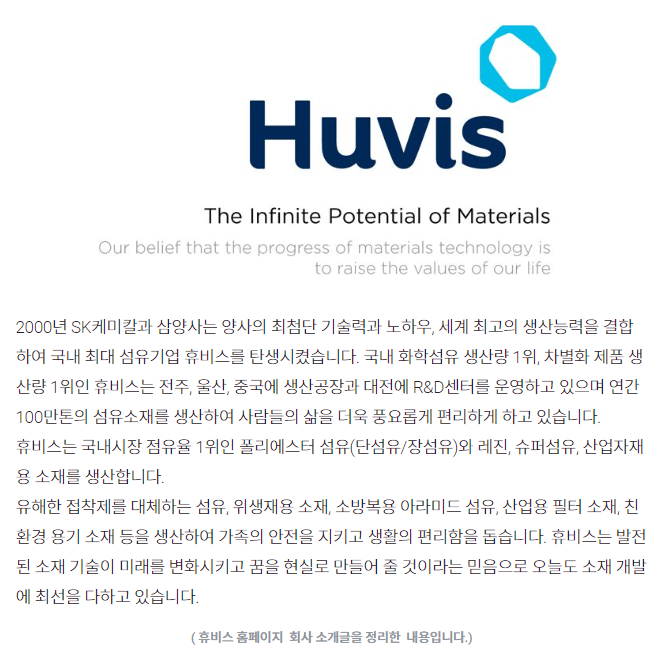 Huvis
The Infinite Potential of Materials
Our belief that the progress of materials technology is
to raise the values of our life
2000년 SK케미칼과 삼양사는 양사의 최첨단 기술력과 노하우, 세계 최고의 생산능력을 결합
하여 국내 최대 섬유기업 휴비스를 탄생시켰습니다. 국내 화학섬유 생산량 1위, 차별화 제품 생
산량 1위인 휴비스는 전주, 울산, 중국에 생산공장과 대전에 R&D센터를 운영하고 있으며 연간
100만톤의 섬유소재를 생산하여 사람들의 삶을 더욱 풍요롭게 편리하게 하고 있습니다.
휴비스는 국내시장 점유율 1위인 폴리에스터 섬유(단섬유/장섬유)와 레진, 슈퍼섬유, 산업자재
용 소재를 생산합니다.
유해한 접착제를 대체하는 섬유, 위생재용 소재, 소방복용 아라미드 섬유, 산업용 필터 소재, 친
환경 용기 소재 등을 생산하여 가족의 안전을 지키고 생활의 편리함을 돕습니다. 휴비스는 발전
된 소재 기술이 미래를 변화시키고 꿈을 현실로 만들어 줄 것이라는 믿음으로 오늘도 소재 개발
에 최선을 다하고 있습니다.
( 휴비스 홈페이지 회사 소개글을 정리한 내용입니다.)